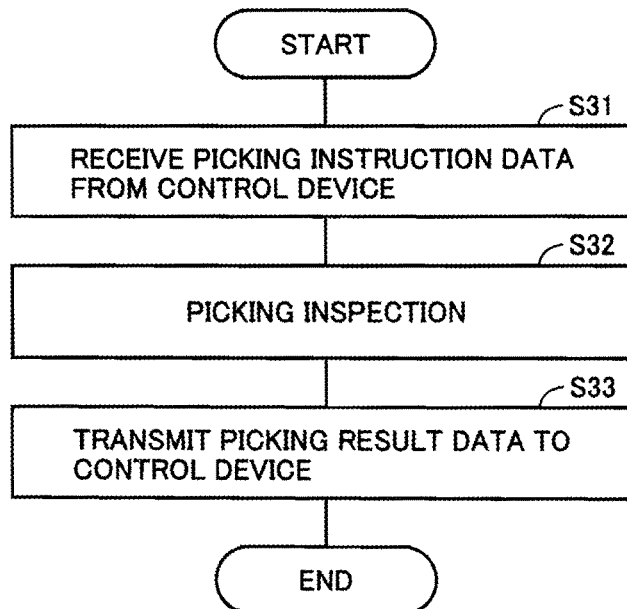 START
S31
RECEIVE PICKING INSTRUCTION DATA
FROM CONTROL DEVICE
S32
PICKING INSPECTION
S33
TRANSMIT PICKING RESULT DATA TO
CONTROL DEVICE
END